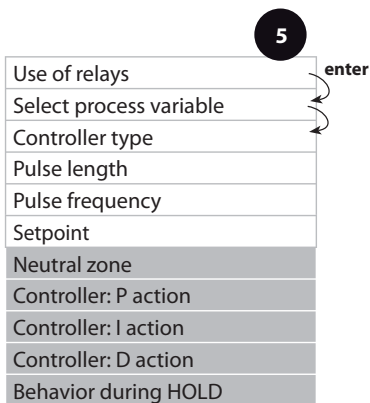 5
enter
Use of relays
Select process variable
Controller type
Pulse length
Pulse frequency
Setpoint
Neutral zone
Controller: P action
Controller: I action
Controller: D action
Behavior during HOLD